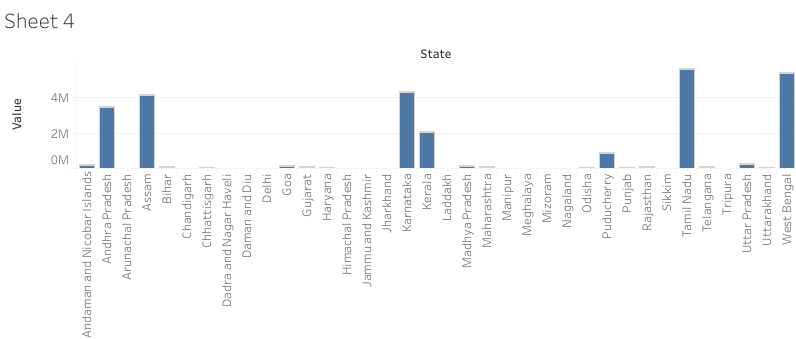 Sheet 4
State
Value
4M
2M
0M
Andaman and Nicobar Islands
Andhra Pradesh
Arunachal Pradesh
Assam
Bihar
Chandigarh
Chhattisgarh
Dadra and Nagar Haveli
Daman and Diu
Delhi
Goa
Gujarat
Haryana
Himachal Pradesh
Jammu and Kashmir
Jharkhand
Karnataka
Kerala
Laddakh
Madhya Pradesh
Maharashtra
Manipur
Meghalaya
Mizoram
Nagaland
Odisha
Puducherry
Punjab
Rajasthan
Sikkim
Tamil Nadu
Telangana
Tripura
Uttar Pradesh
Uttarakhand
West Bengal